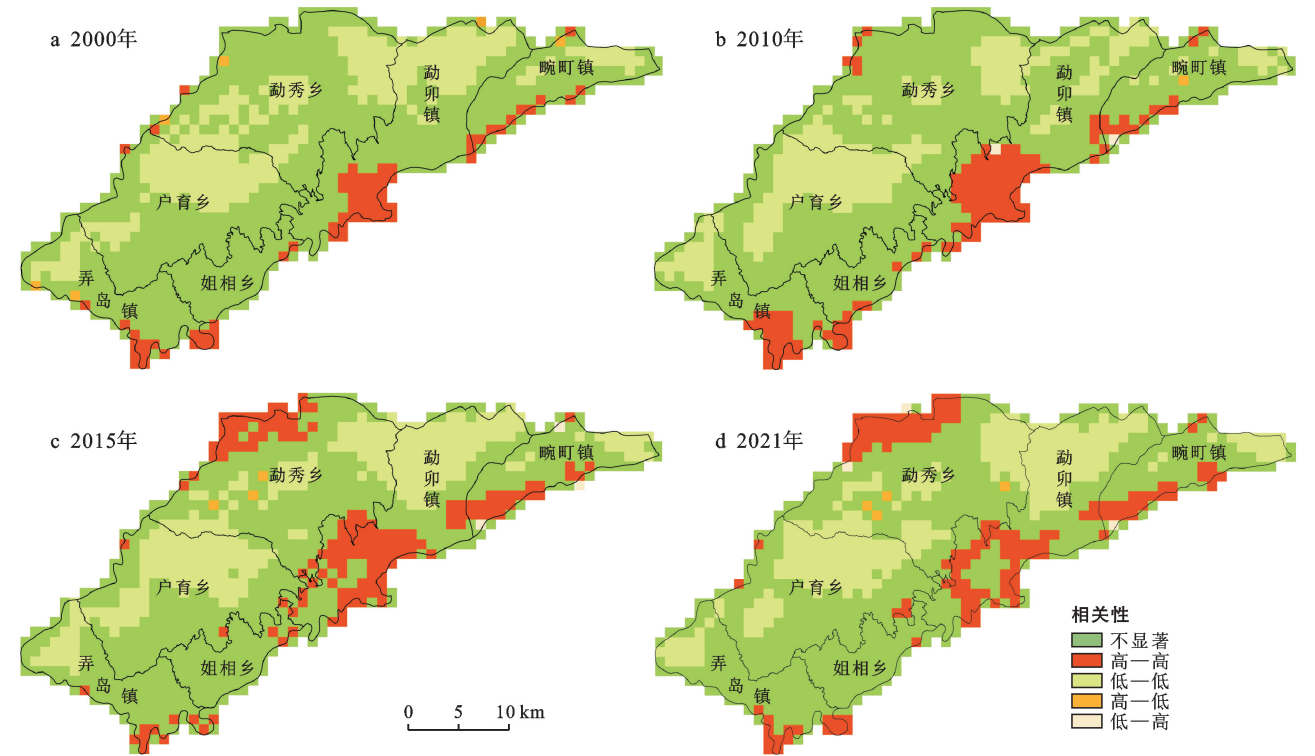 a 2000年
勐秀乡
勐卯镇
畹町镇
户育乡
弄岛镇
姐相乡
b 2010年
勐秀乡
勐卯镇
畹町镇
户育乡
弄岛镇
姐相乡
c 2015年
勐秀乡
勐卯镇
畹町镇
户育乡
弄岛镇
姐相乡
0 5 10 km
d 2021年
勐秀乡
勐卯镇
畹町镇
户育乡
弄岛镇
姐相乡
相关性
不显著
高—高
低—低
高—低
低—高